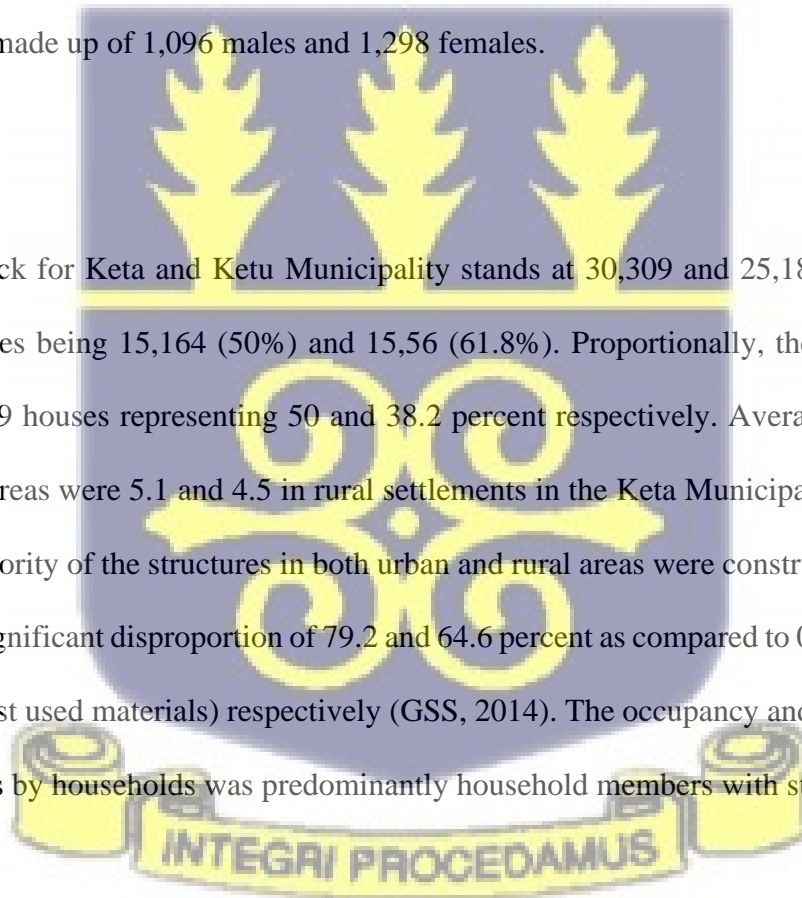 made up of 1,096 males and 1,298 females.
ck for Keta and Ketu Municipality stands at 30,309 and 25,18
es being 15,164 (50%) and 15,56 (61.8%). Proportionally, the
9 houses representing 50 and 38.2 percent respectively. Avera
reas were 5.1 and 4.5 in rural settlements in the Keta Municipa
ority of the structures in both urban and rural areas were constru
gnificant disproportion of 79.2 and 64.6 percent as compared to 0
st used materials) respectively (GSS, 2014). The occupancy and
s by households was predominantly household members with st
INTEGRI PROCEDAMUS